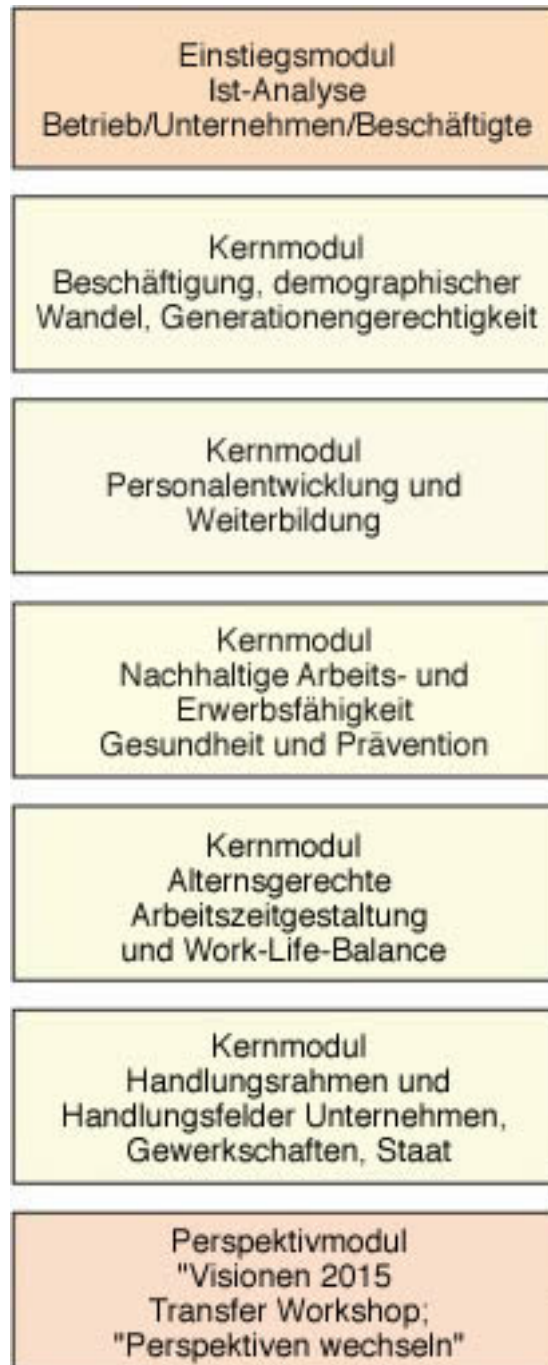 Einstiegsmodul
Ist-Analyse
Betrieb/Unternehmen/Beschäftigte
Kernmodul
Beschäftigung, demographischer
Wandel, Generationengerechtigkeit
Kernmodul
Personalentwicklung und
Weiterbildung
Kernmodul
Nachhaltige Arbeits- und
Erwerbsfähigkeit
Gesundheit und Prävention
Kernmodul
Alternsgerechte
Arbeitszeitgestaltung
und Work-Life-Balance
Kernmodul
Handlungsrahmen und
Handlungsfelder Unternehmen,
Gewerkschaften, Staat
Perspektivmodul
"Visionen 2015
Transfer Workshop;
"Perspektiven wechseln"